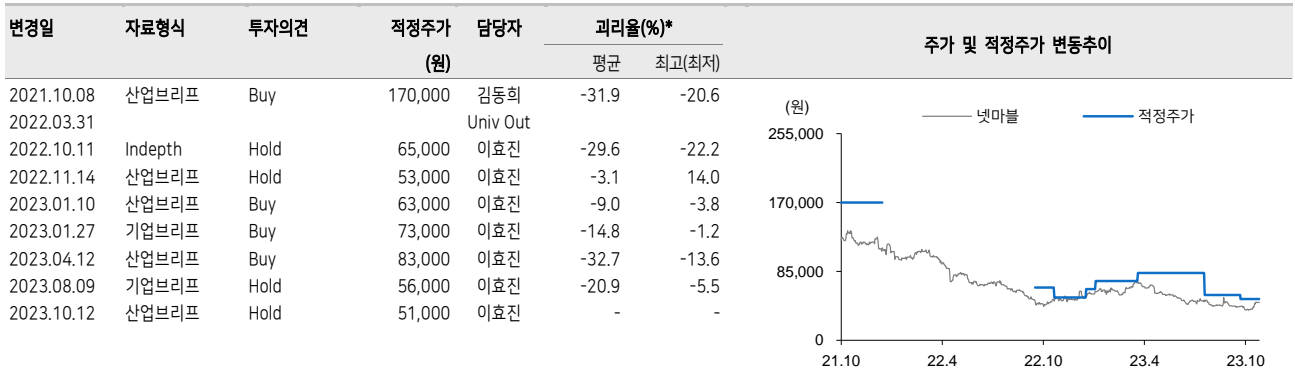 변경일 자료형식 투자의견 적정주가 담당자 괴리율(%)* 주가 및 적정주가 변동추이
(원) 평균 최고(최저)
2021.10.08 산업브리프 Buy 170,000 김동희 -31.9 -20.6
2022.03.31 Univ Out
2022.10.11 Indepth Hold 65,000 이효진 -29.6 -22.2
2022.11.14 산업브리프 Hold 53,000 이효진 -3.1 14.0
2023.01.10 산업브리프 Buy 63,000 이효진 -9.0 -3.8
2023.01.27 기업브리프 Buy 73,000 이효진 -14.8 -1.2
2023.04.12 산업브리프 Buy 83,000 이효진 -32.7 -13.6
2023.08.09 기업브리프 Hold 56,000 이효진 -20.9 -5.5
2023.10.12 산업브리프 Hold 51,000 이효진 - -
(원) 넷마블 적정주가
255,000
170,000
85,000
0
21.10 22.4 22.10 23.4 23.10